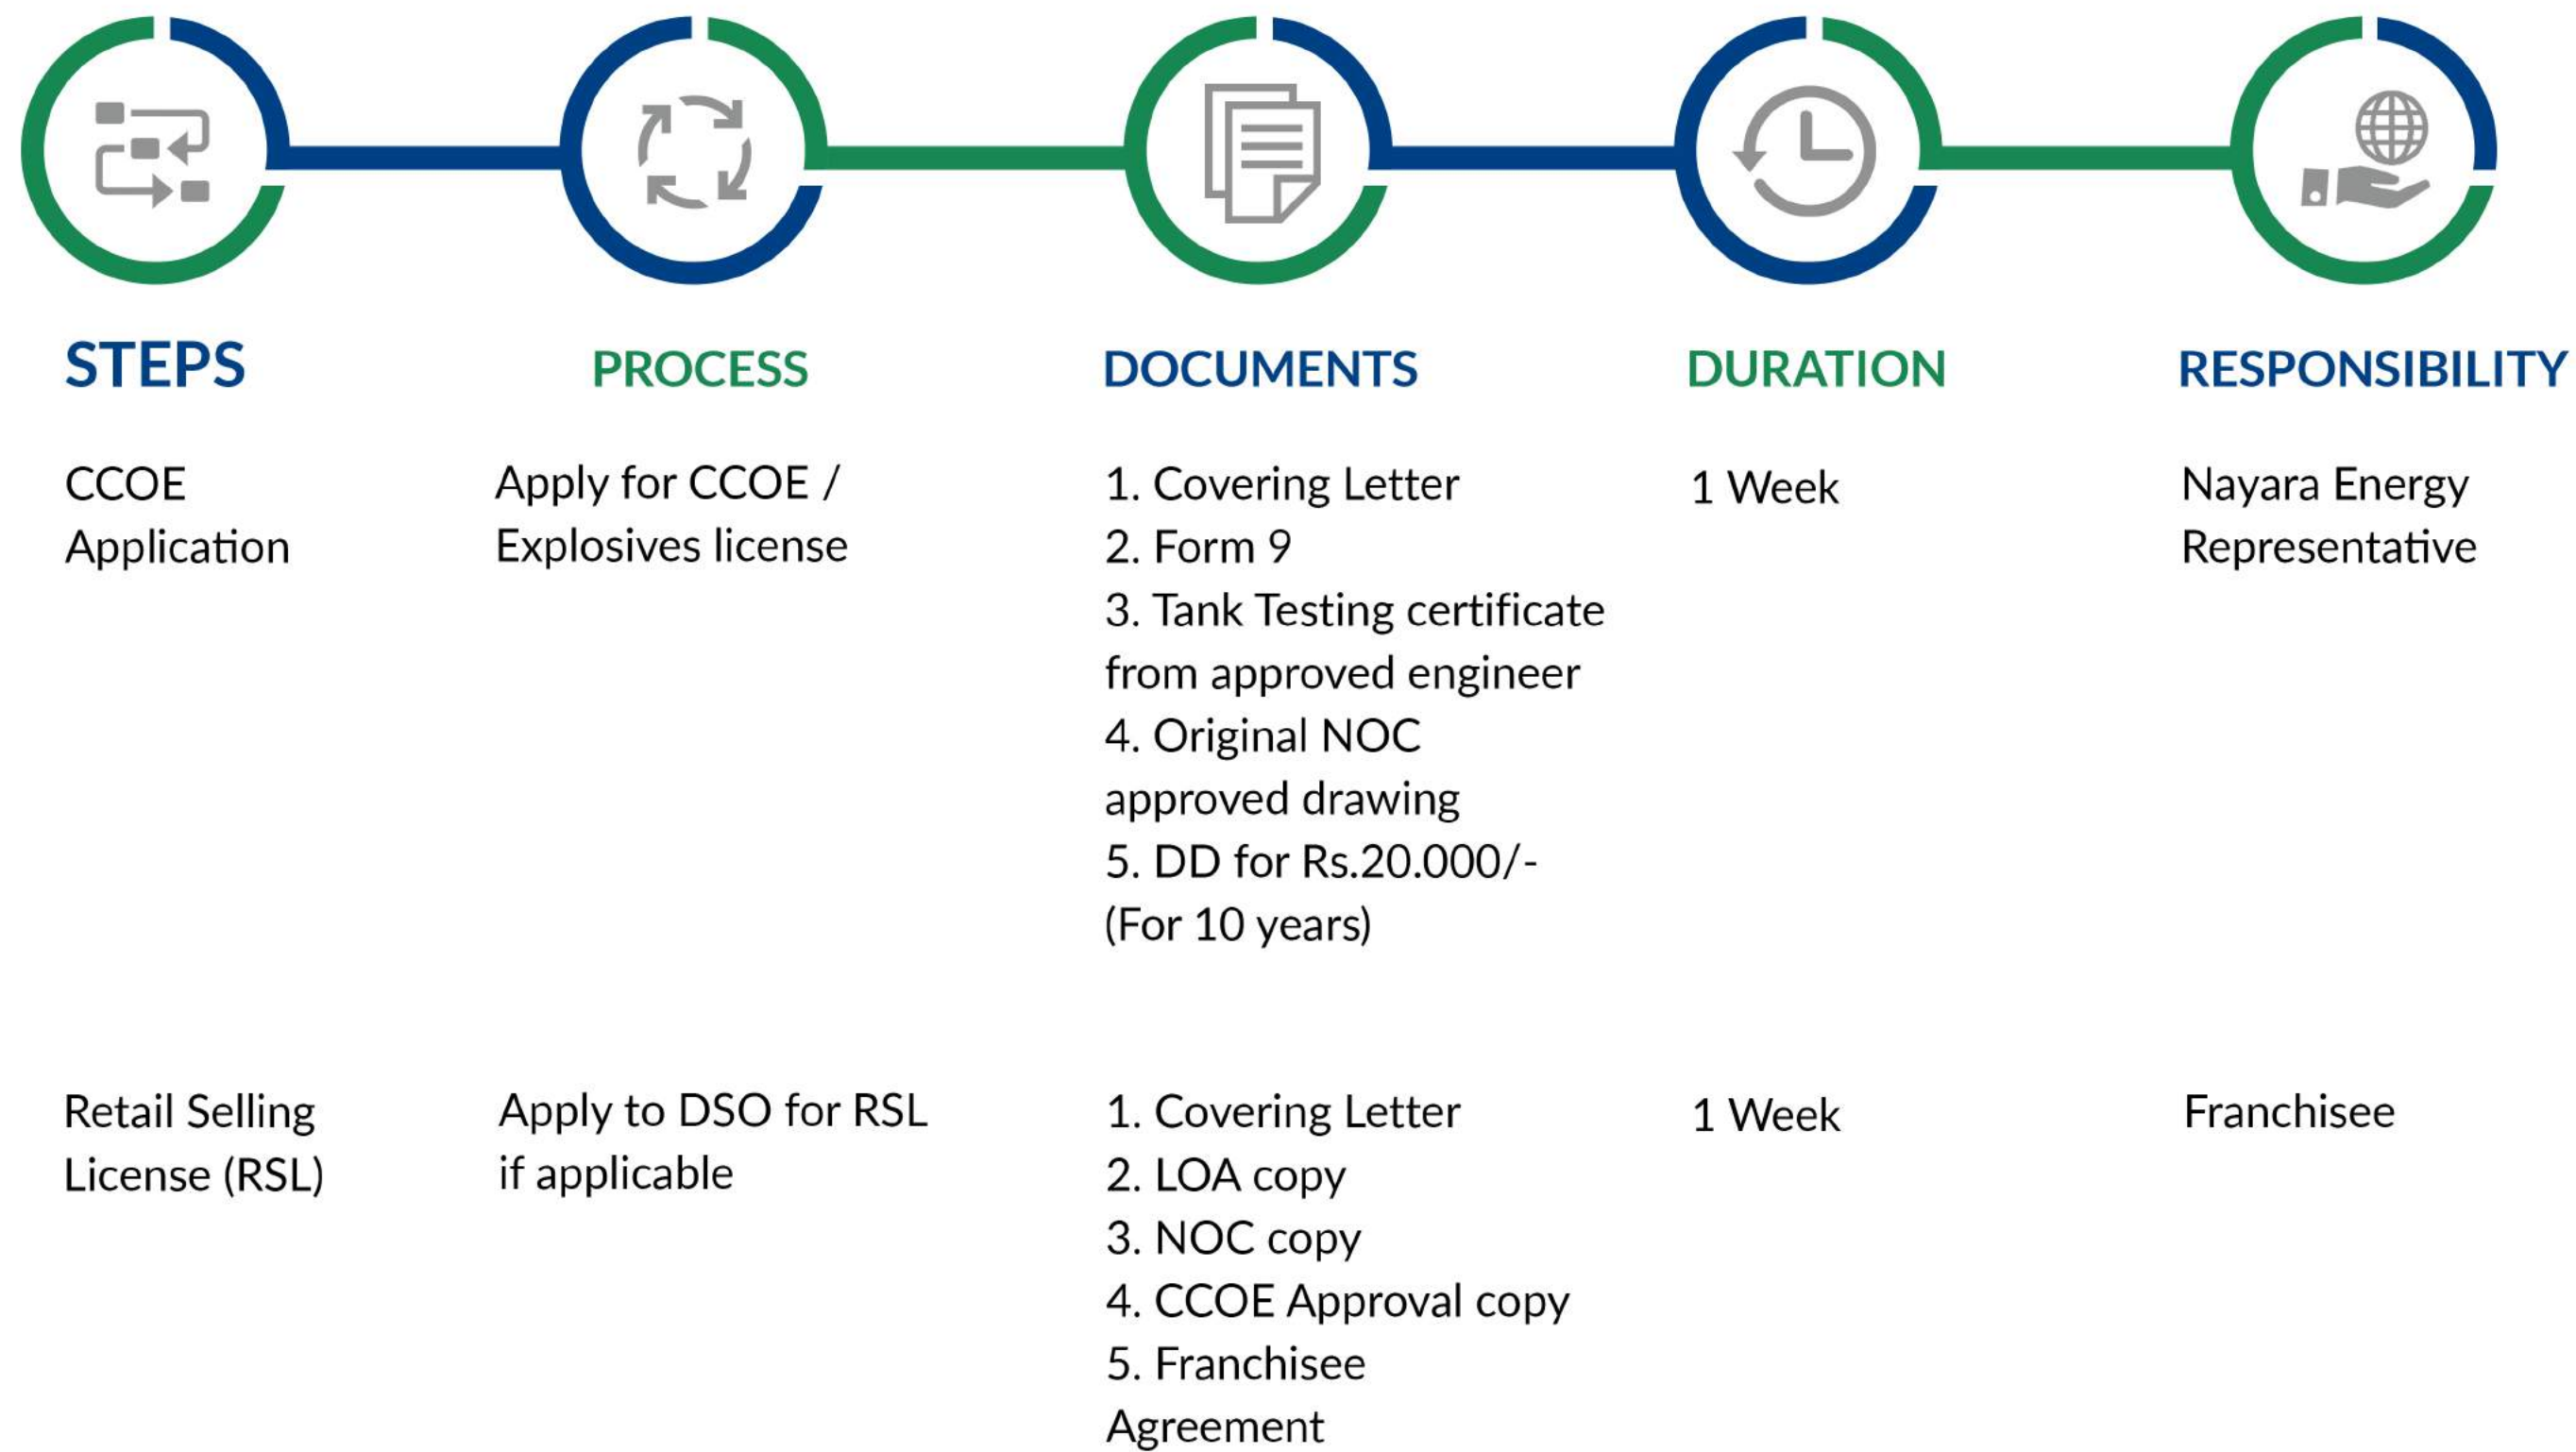 STEPS
PROCESS
DOCUMENTS
DURATION
RESPONSIBILITY
CCOE
Application
Apply for CCOE /
Explosives license
1. Covering Letter
2. Form 9
3. Tank Testing certificate
from approved engineer
4. Original NOC
approved drawing
5. DD for Rs.20.000/-
(For 10 years)
1 Week
Nayara Energy
Representative
Retail Selling
License (RSL)
Apply to DSO for RSL
if applicable
1. Covering Letter
2. LOA copy
3. NOC copy
4. CCOE Approval copy
5. Franchisee
Agreement
1 Week
Franchisee